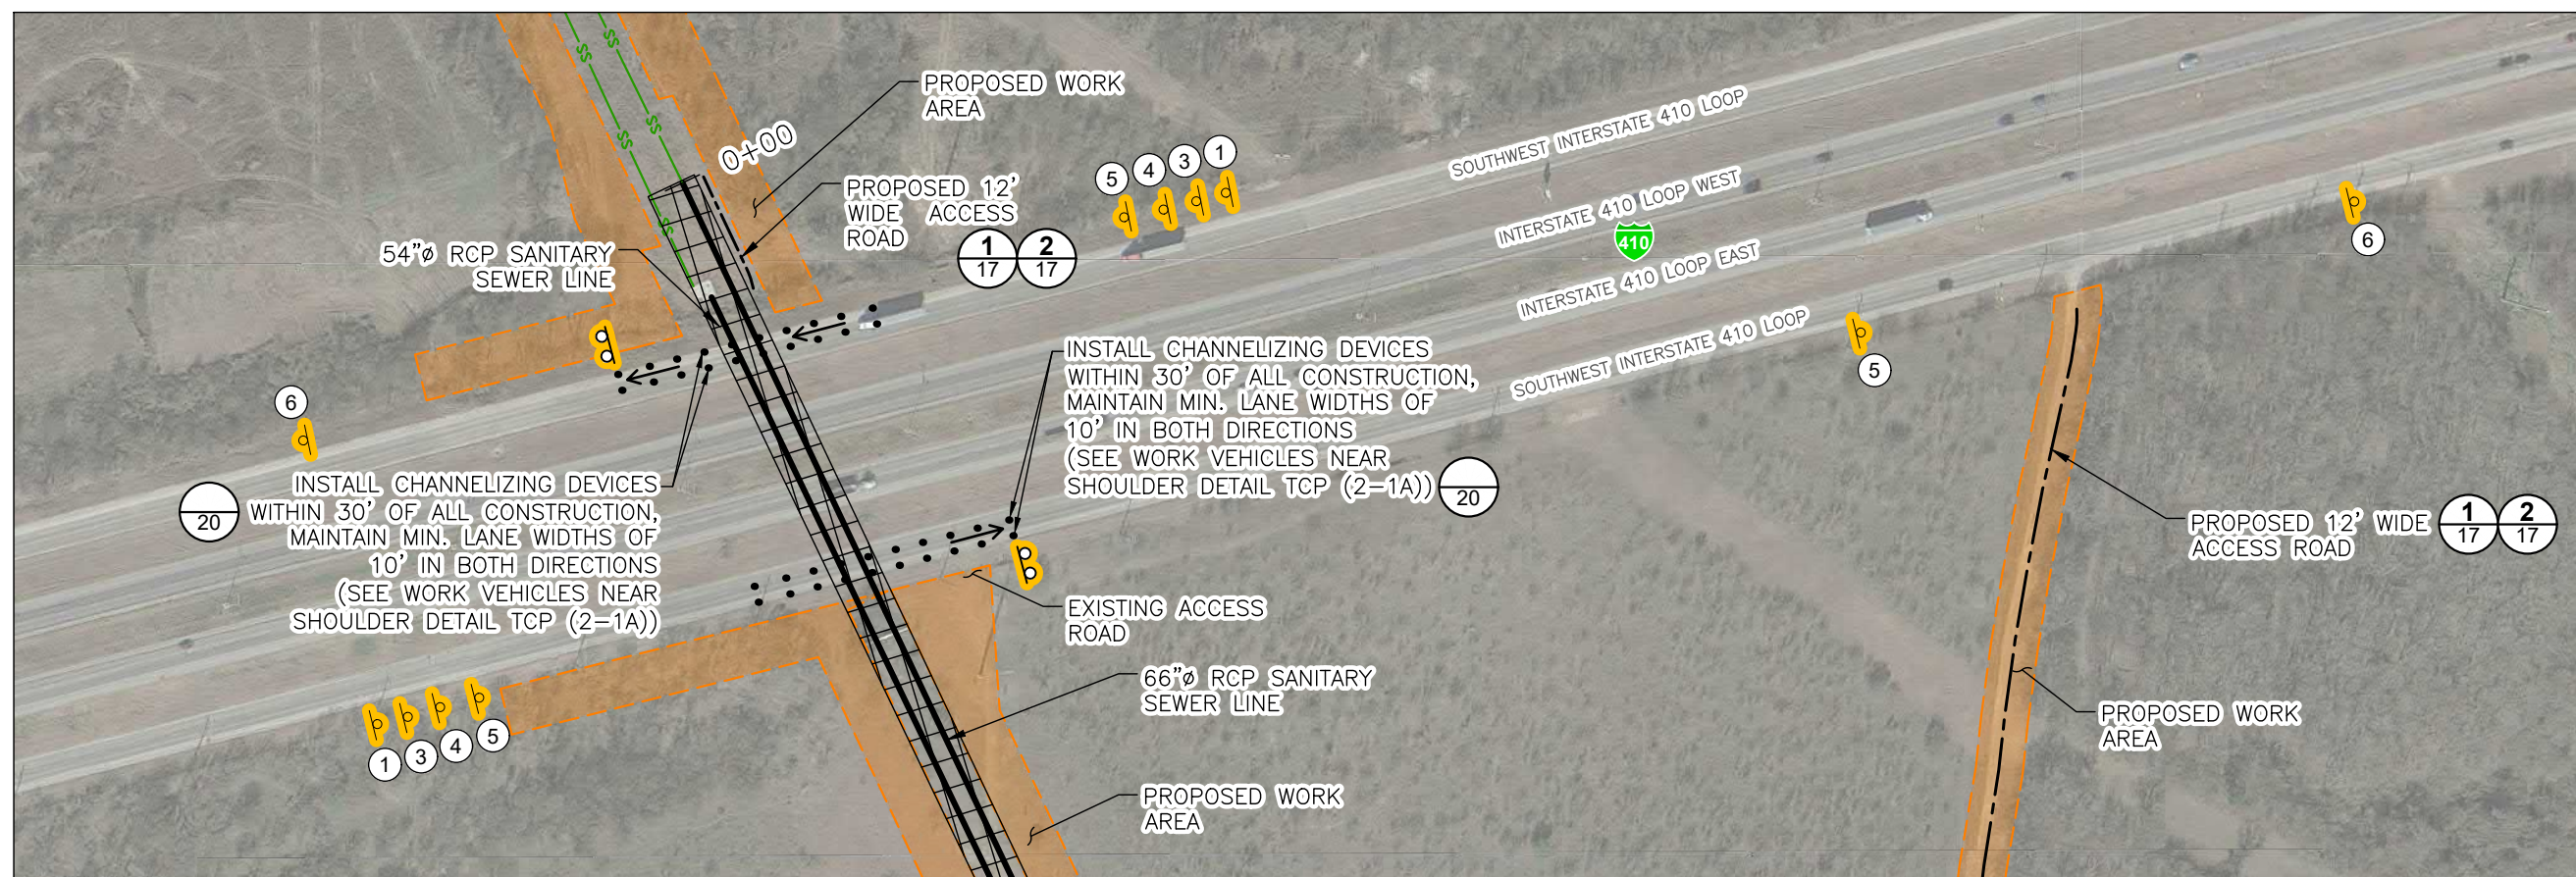 SS
SS
SS
SS
S
PROPOSED WORK
AREA
0+00
PROPOSED 12'
WIDE ACCESS
ROAD
1
17
2
17
54"ø RCP SANITARY
SEWER LINE
5
4
3
1
SOUTHWEST INTERSTATE 410 LOOP
INTERSTATE 410 LOOP WEST
410
INTERSTATE 410 LOOP EAST
SOUTHWEST INTERSTATE 410 LOOP
6
5
6
INSTALL CHANNELIZING DEVICES
WITHIN 30' OF ALL CONSTRUCTION,
MAINTAIN MIN. LANE WIDTHS OF
10' IN BOTH DIRECTIONS
(SEE WORK VEHICLES NEAR
SHOULDER DETAIL TCP (2-1A))
20
INSTALL CHANNELIZING DEVICES
WITHIN 30' OF ALL CONSTRUCTION,
MAINTAIN MIN. LANE WIDTHS OF
10' IN BOTH DIRECTIONS
(SEE WORK VEHICLES NEAR
SHOULDER DETAIL TCP (2-1A))
20
PROPOSED 12' WIDE
ACCESS ROAD
1
17
2
17
EXISTING ACCESS
ROAD
66"ø RCP SANITARY
SEWER LINE
PROPOSED WORK
AREA
1
3
4
5
PROPOSED WORK
AREA